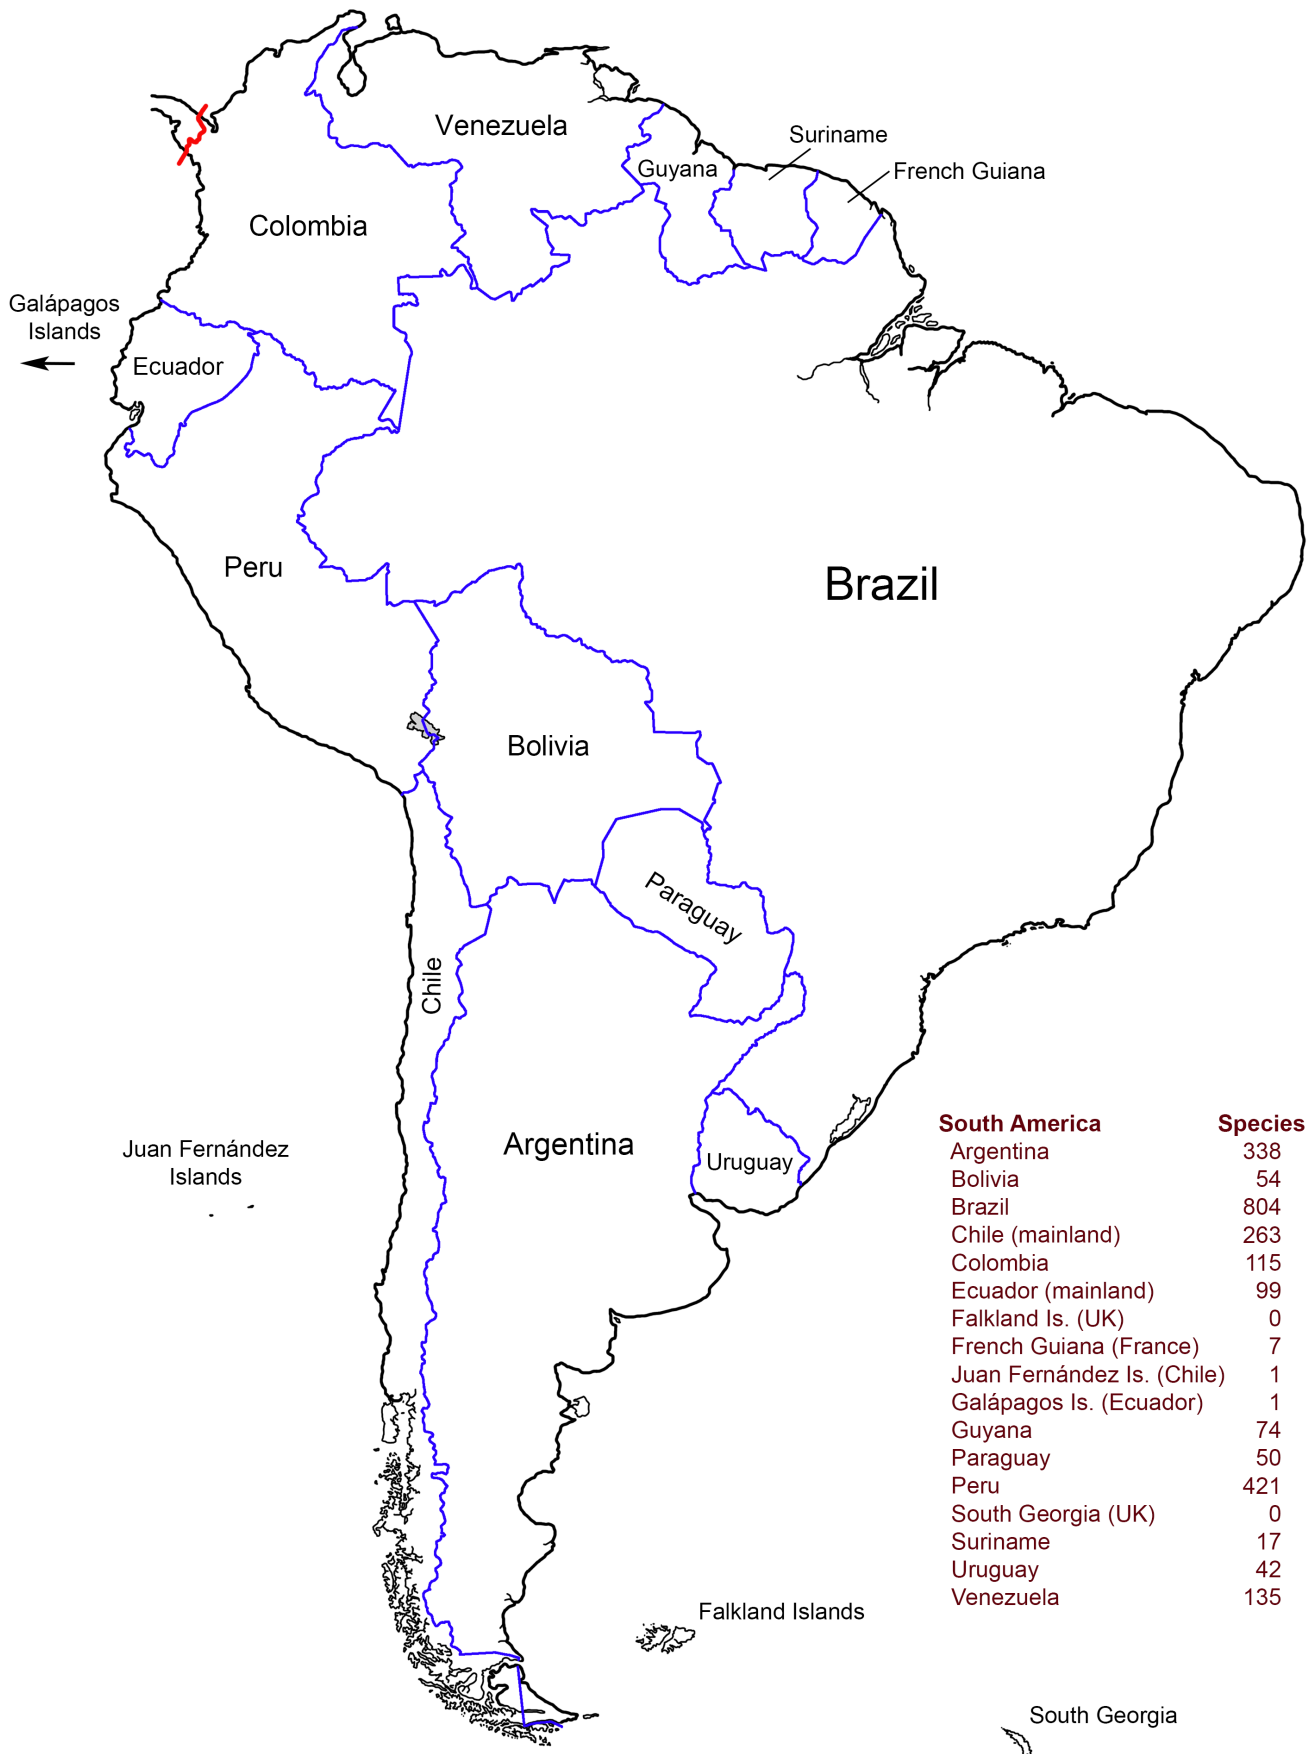 Venezuela
Suriname
Guyana
French Guiana
Colombia
Galápagos
Islands
Ecuador
Peru
Brazil
Bolivia
Paraguay
Chile
Juan Fernández
Islands
Argentina
Uruguay
South America Species
Argentina 338
Bolivia 54
Brazil 804
Chile (mainland) 263
Colombia 115
Ecuador (mainland) 99
Falkland Is. (UK) 0
French Guiana (France) 7
Juan Fernández Is. (Chile) 1
Galápagos Is. (Ecuador) 1
Guyana 74
Paraguay 50
Peru 421
South Georgia (UK) 0
Suriname 17
Uruguay 42
Venezuela 135
Falkland Islands
South Georgia